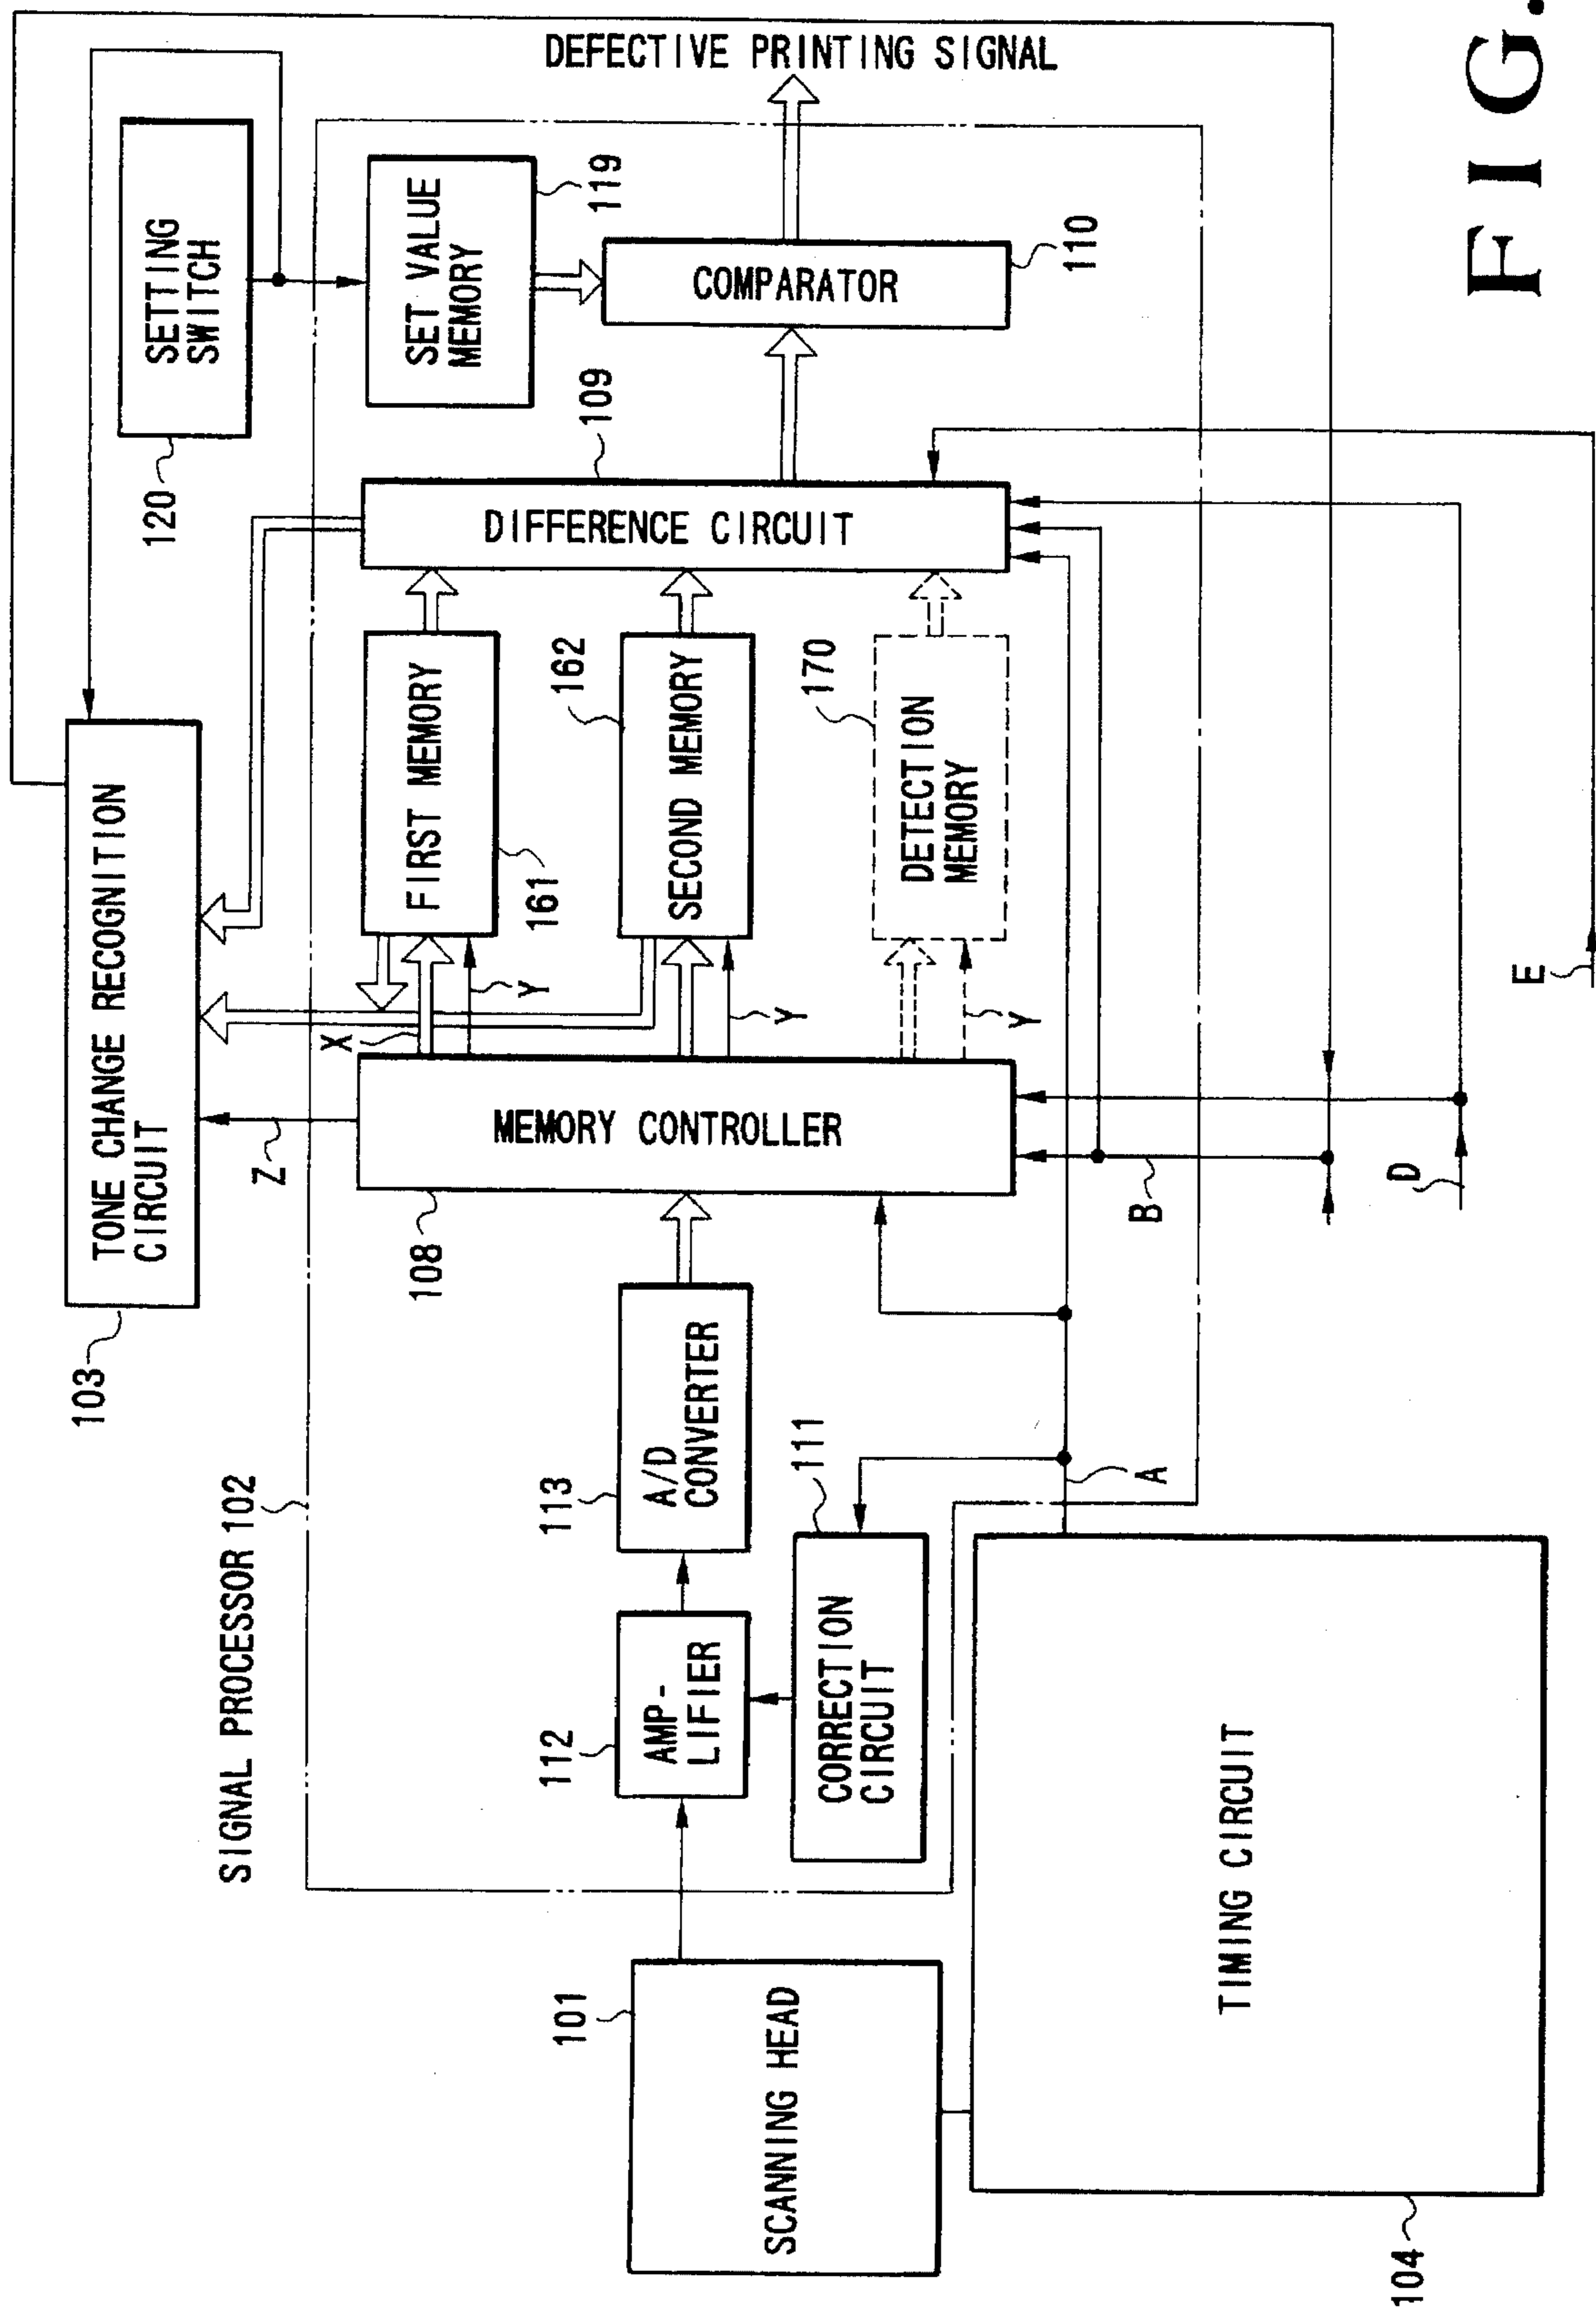 DEFECTIVE PRINTING SIGNAL
SETTING
SWITCH
120
SET VALUE
MEMORY
119
COMPARATOR
110
DIFFERENCE CIRCUIT
109
TONE CHANGE RECOGNITION
CIRCUIT
103
FIRST MEMORY
161
SECOND MEMORY
162
DETECTION
MEMORY
170
X
Y
Y
Y
Z
MEMORY CONTROLLER
108
A/D
CONVERTER
113
AMP-
LIFIER
112
CORRECTION
CIRCUIT
111
SIGNAL PROCESSOR 102
SCANNING HEAD
101
TIMING CIRCUIT
104
A
B
D
E
FIG.